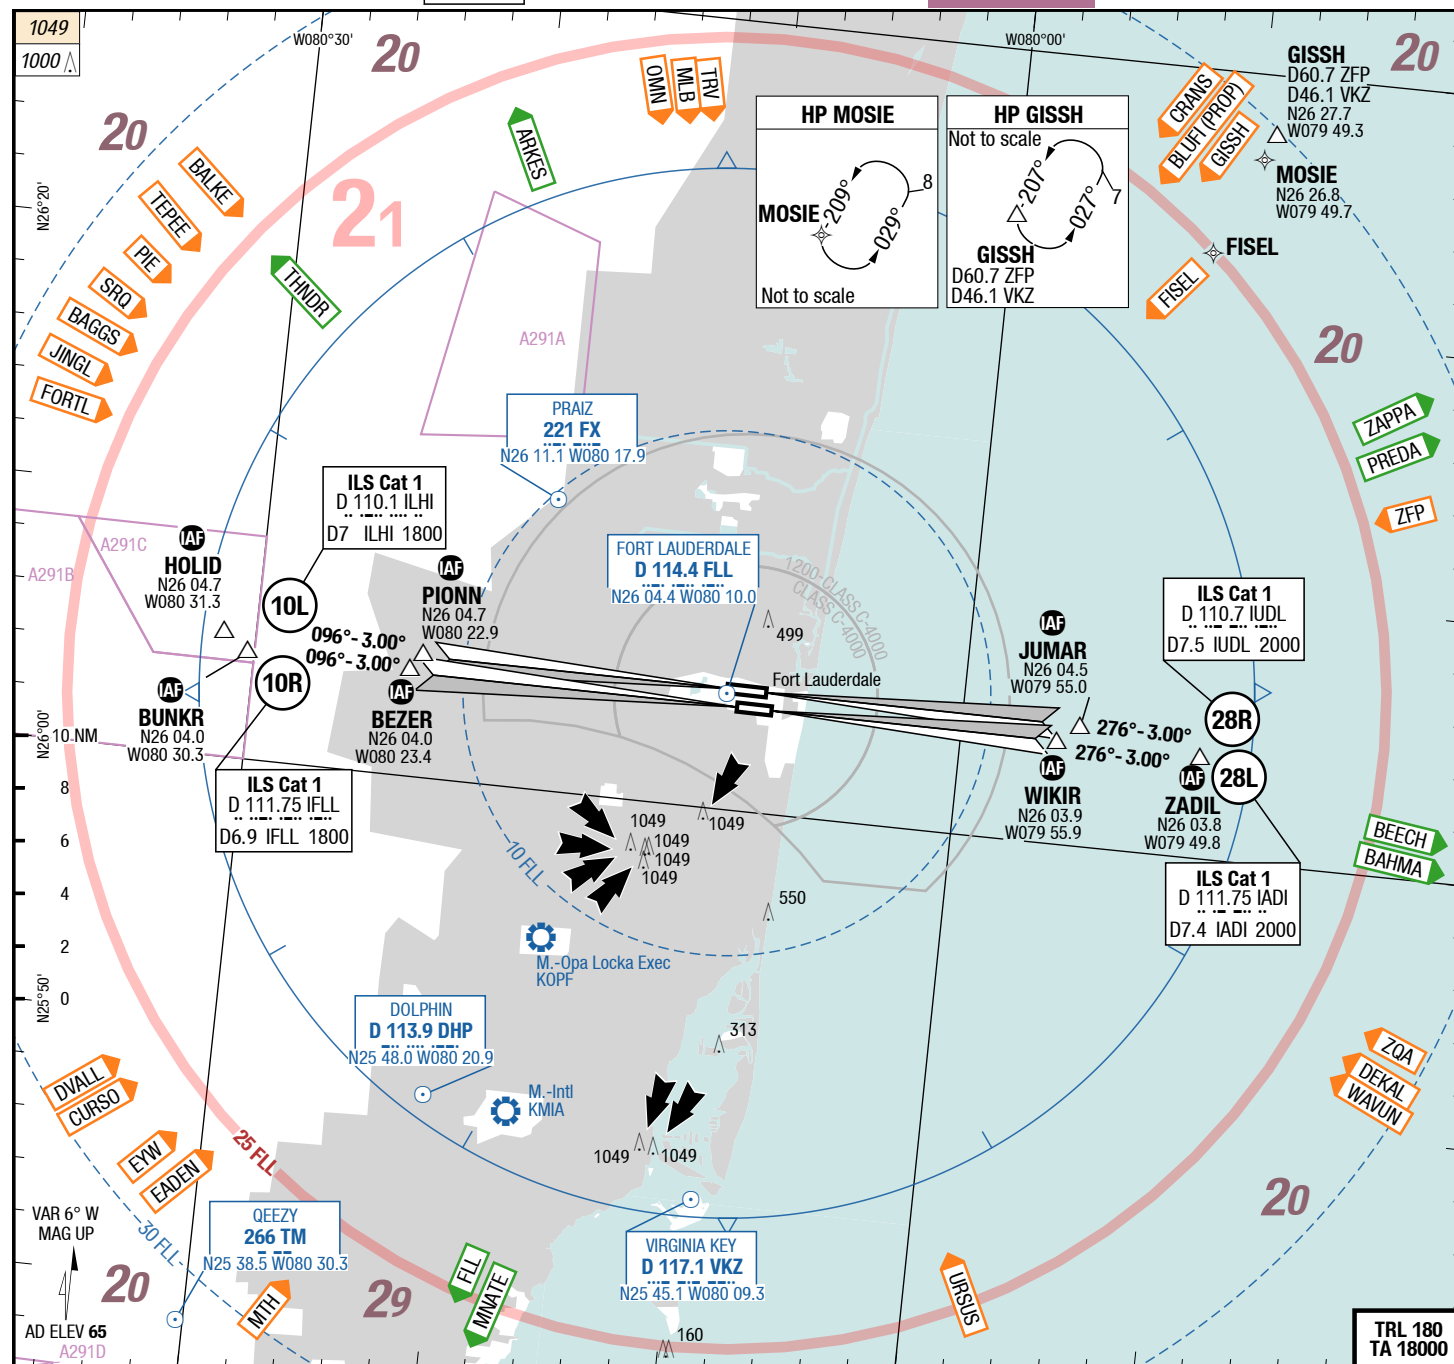 1049
1000
W080°30'
W080°00'
20
20
20
20
20
20
29
21
N26°20'
N26°00'
N25°50'
BALKE
TEPEE
PIE
SRQ
BAGGS
JINGL
FORTL
THNDR
ARKES
OMN
MLB
TRV
HP MOSIE
MOSIE
209°
029°
8
Not to scale
HP GISSH
Not to scale
207°
027°
7
GISSH
D60.7 ZFP
D46.1 VKZ
CRANS
BLUFI (PROP)
GISSH
GISSH
D60.7 ZFP
D46.1 VKZ
N26 27.7
W079 49.3
MOSIE
N26 26.8
W079 49.7
FISEL
FISEL
A291A
PRAIZ
221 FX
N26 11.1 W080 17.9
ZAPPA
PREDA
ZFP
ILS Cat 1
D 110.1 ILHI
D7 ILHI 1800
A291C
A291B
IAF
HOLID
N26 04.7
W080 31.3
10L
096°- 3.00°
096°- 3.00°
10R
IAF
PIONN
N26 04.7
W080 22.9
FORT LAUDERDALE
D 114.4 FLL
N26 04.4 W080 10.0
1200-CLASS C-4000
CLASS C-4000
499
Fort Lauderdale
IAF
JUMAR
N26 04.5
W079 55.0
ILS Cat 1
D 110.7 IUDL
D7.5 IUDL 2000
28R
276°- 3.00°
276°- 3.00°
28L
IAF
BUNKR
N26 04.0
W080 30.3
IAF
BEZER
N26 04.0
W080 23.4
IAF
WIKIR
N26 03.9
W079 55.9
IAF
ZADIL
N26 03.8
W079 49.8
ILS Cat 1
D 111.75 IFLL
D6.9 IFLL 1800
ILS Cat 1
D 111.75 IADI
D7.4 IADI 2000
10 NM
8
6
4
2
0
BEECH
BAHMA
1049
1049
1049
1049
10 FLL
550
M.-Opa Locka Exec
KOPF
DOLPHIN
D 113.9 DHP
N25 48.0 W080 20.9
313
M.-Intl
KMIA
1049
1049
DVALL
CURSO
EYW
EADEN
25 FLL
30 FLL
ZQA
DEKAL
WAVUN
VAR 6° W
MAG UP
QEEZY
266 TM
N25 38.5 W080 30.3
VIRGINIA KEY
D 117.1 VKZ
N25 45.1 W080 09.3
MTH
FLL
MNATE
URSUS
160
AD ELEV 65
A291D
TRL 180
TA 18000